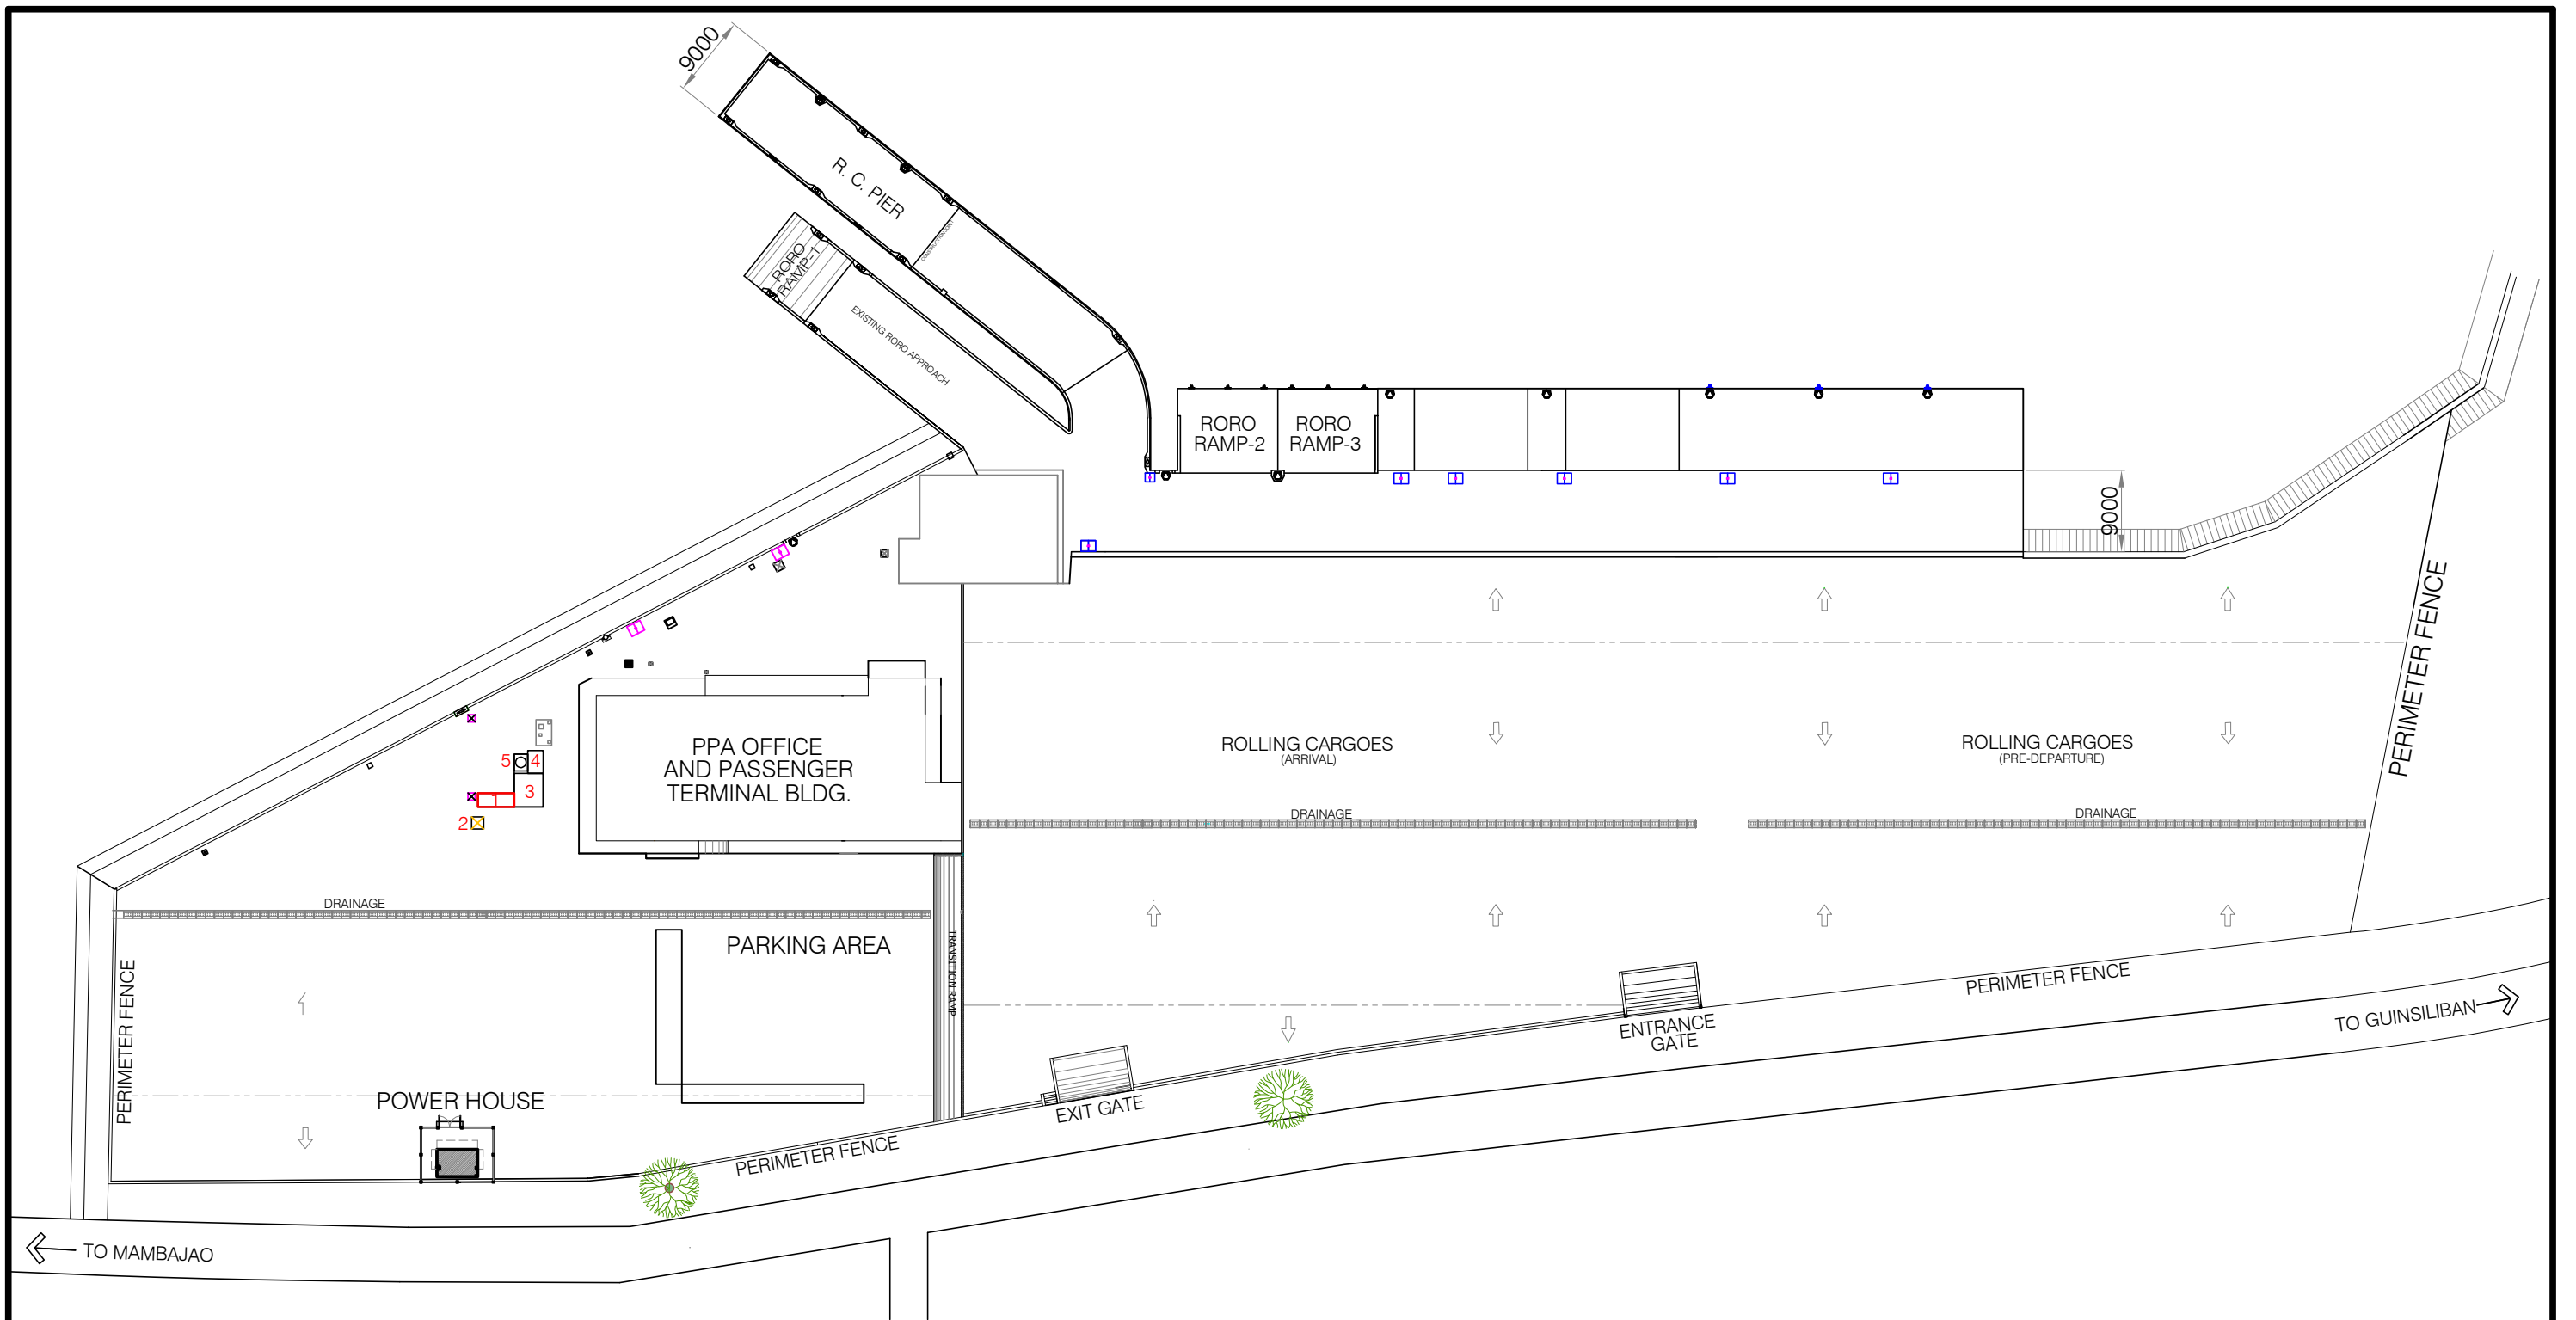 9000
R. C. PIER
CONSTRUCTION JOINT
RORO
RAMP-1
EXISTING RORO APPROACH
RORO
RAMP-2
RORO
RAMP-3
9000
PERIMETER FENCE
PPA OFFICE
AND PASSENGER
TERMINAL BLDG.
ROLLING CARGOES
(ARRIVAL)
ROLLING CARGOES
(PRE-DEPARTURE)
5
4
3
1
2
DRAINAGE
DRAINAGE
DRAINAGE
PARKING AREA
TRANSITION RAMP
PERIMETER FENCE
PERIMETER FENCE
ENTRANCE
GATE
TO GUINSILIBAN
POWER HOUSE
EXIT GATE
PERIMETER FENCE
TO MAMBAJAO